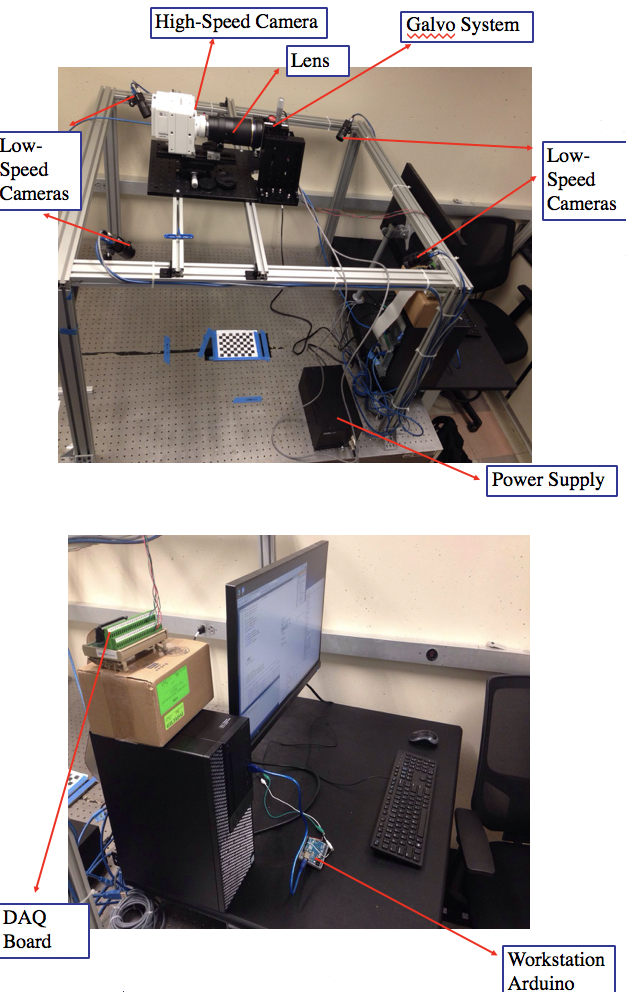 High-Speed Camera
Galvo System
Lens
Low-
Speed
Cameras
Low-
Speed
Cameras
Power Supply
DAQ
Board
Workstation
Arduino